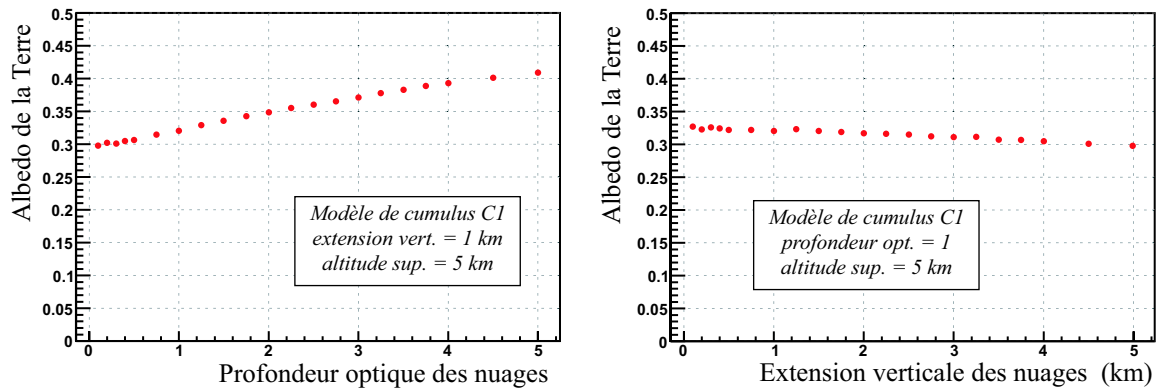 Albedo de la Terre
0.5
0.45
0.4
0.35
0.3
0.25
0.2
0.15
0.1
0.05
0
Modèle de cumulus C1
extension vert. = 1 km
altitude sup. = 5 km
0 1 2 3 4 5
Profondeur optique des nuages
Albedo de la Terre
0.5
0.45
0.4
0.35
0.3
0.25
0.2
0.15
0.1
0.05
0
Modèle de cumulus C1
profondeur opt. = 1
altitude sup. = 5 km
0 1 2 3 4 5
Extension verticale des nuages (km)